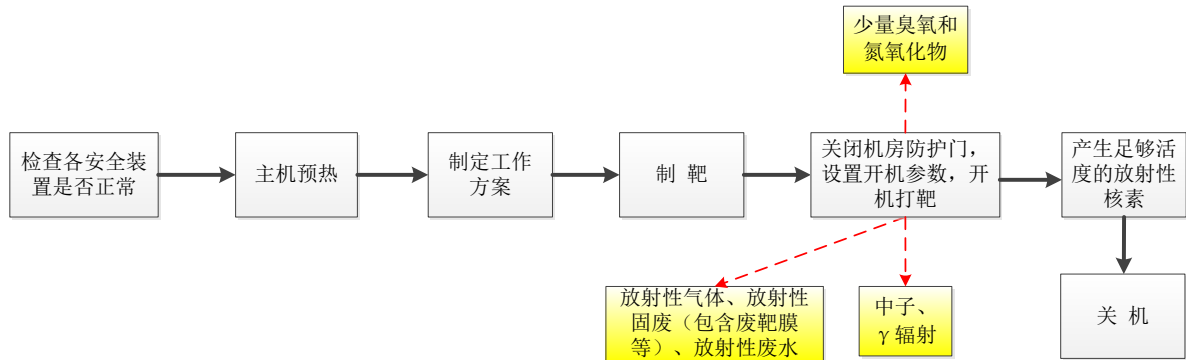 少量臭氧和
氮氧化物
检查各安全装
置是否正常
主机预热
制定工作
方案
制 靶
关闭机房防护门,
设置开机参数,开
机打靶
产生足够活
度的放射性
核素
放射性气体、放射性
固废(包含废靶膜
等)、放射性废水
中子、
γ辐射
关 机